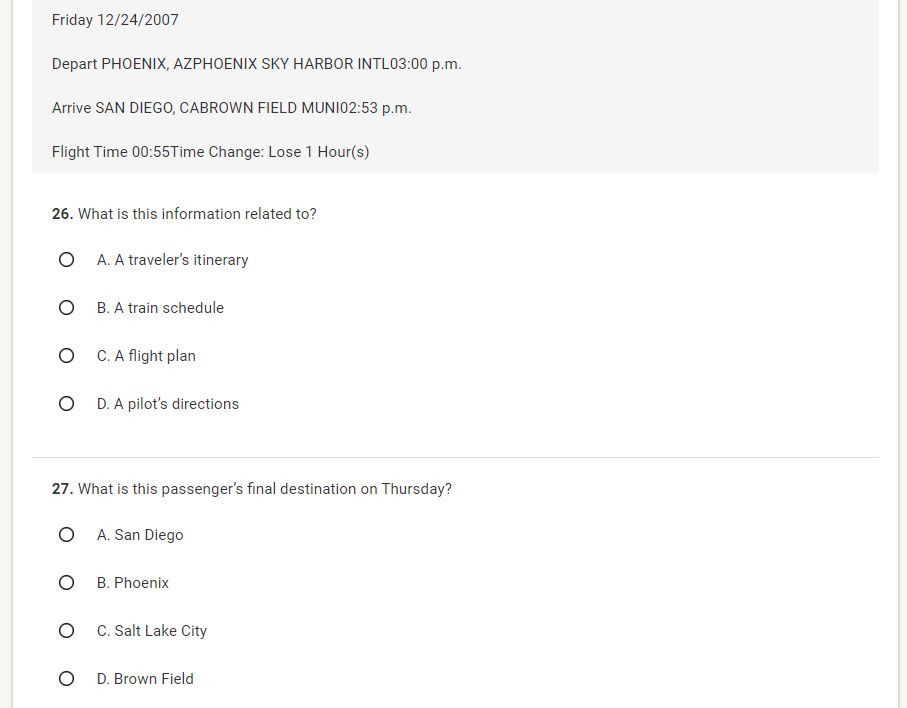 Friday 12/24/2007
Depart PHOENIX, AZPHOENIX SKY HARBOR INTL03:00 p.m.
Arrive SAN DIEGO, CABROWN FIELD MUNI02:53 p.m.
Flight Time 00:55Time Change: Lose 1 Hour(s)
26. What is this information related to?
A. A traveler’s itinerary
B. A train schedule
C. A flight plan
D. A pilot’s directions
27. What is this passenger’s final destination on Thursday?
A. San Diego
B. Phoenix
C. Salt Lake City
D. Brown Field